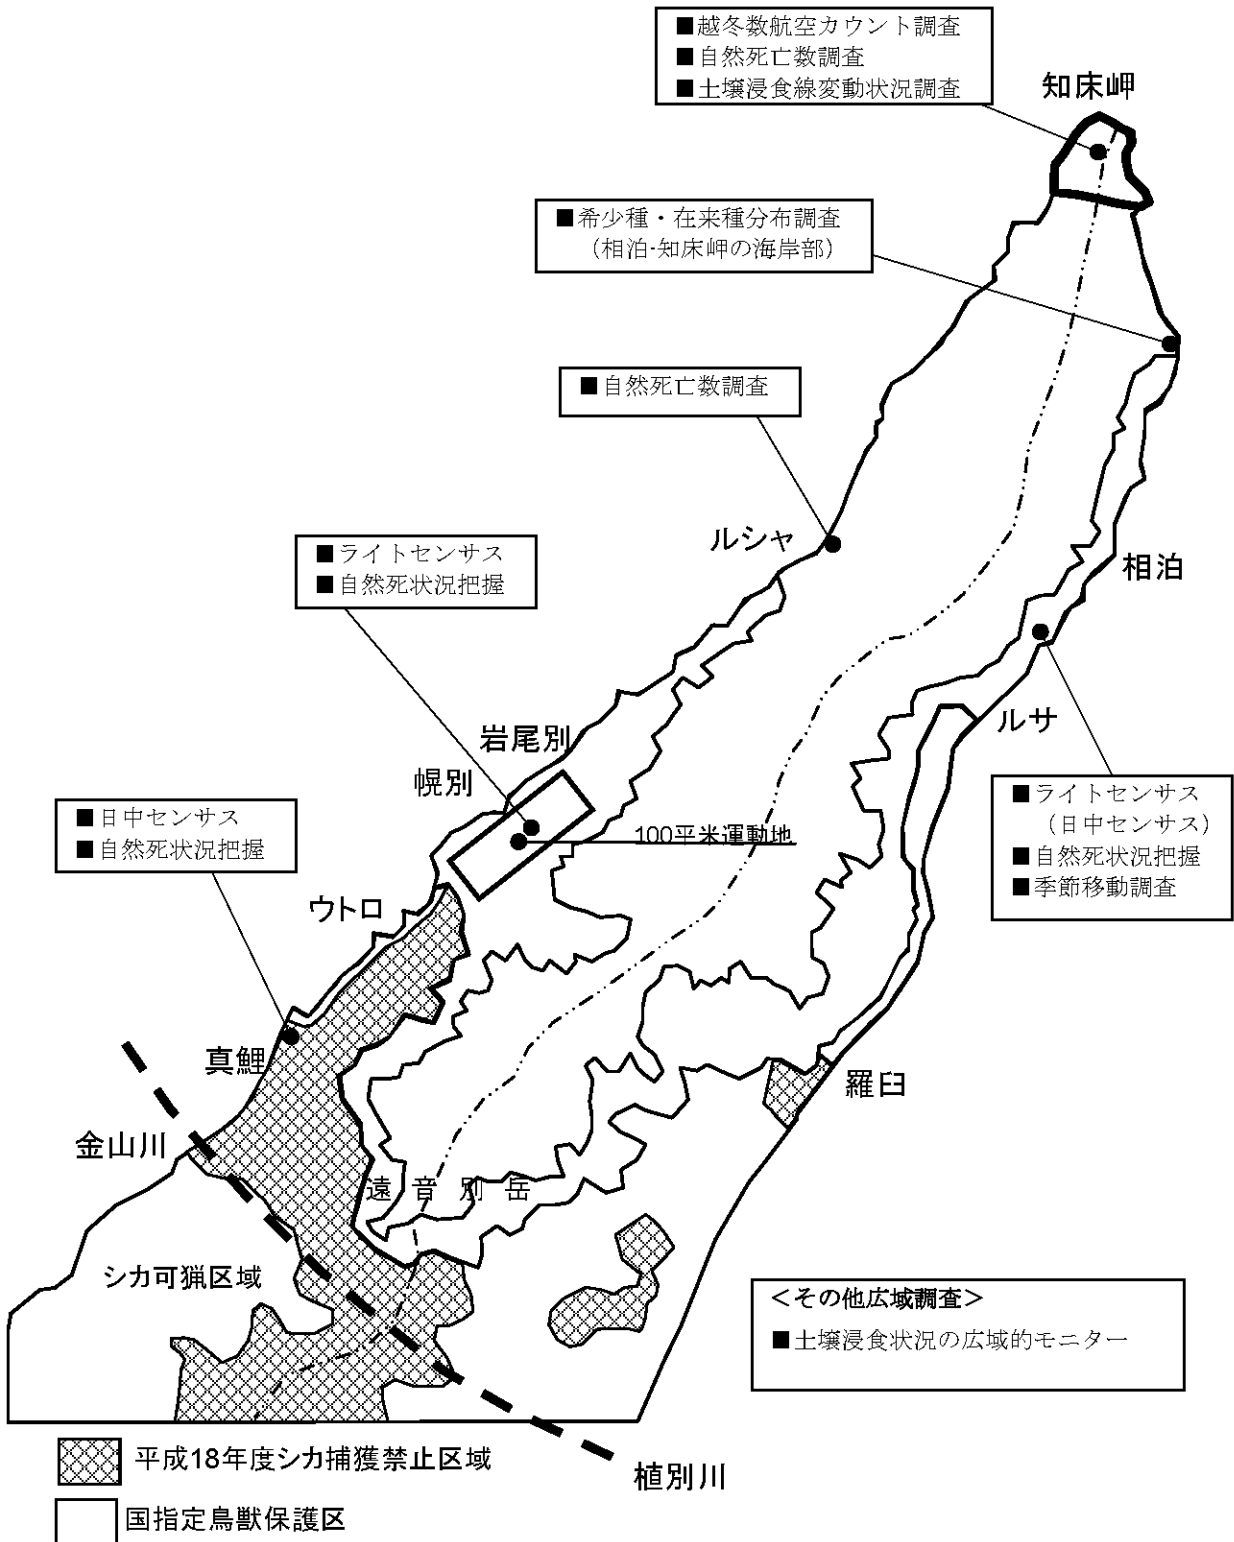 ■越冬数航空カウント調査
■自然死亡数調査
■土壌浸食線変動状況調査
知床岬
■希少種・在来種分布調査
（相泊-知床岬の海岸部）
■自然死亡数調査
ルシャ
■ライトセンサス
■自然死状況把握
相泊
ルサ
岩尾別
幌別
■ライトセンサス
（日中センサス）
■自然死状況把握
■季節移動調査
■日中センサス
■自然死状況把握
100平米運動地
ウトロ
真鯉
羅臼
金山川
遠音別岳
シカ可猟区域
＜その他広域調査＞
■土壌浸食状況の広域的モニター
平成18年度シカ捕獲禁止区域
植別川
国指定鳥獣保護区